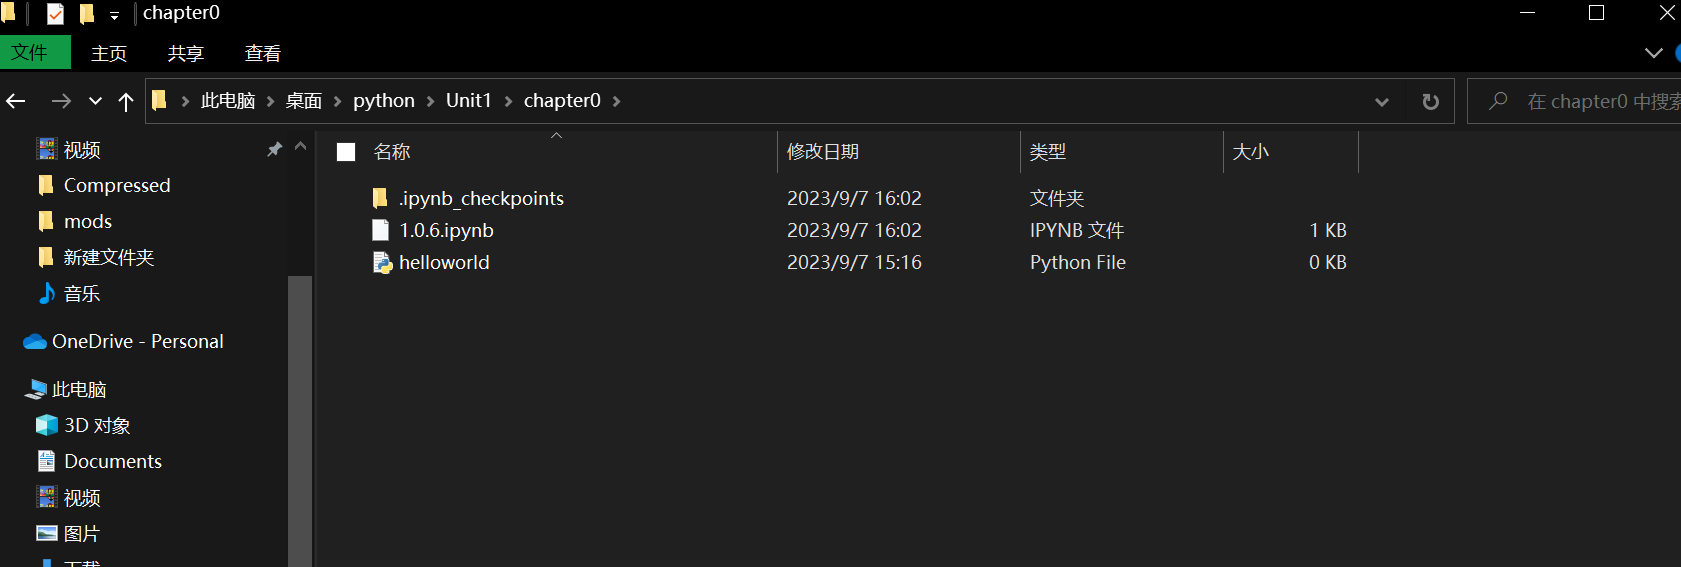 chapter0
文件 主页 共享 查看
此电脑 桌面 python Unit1 chapter0 在 chapter0 中搜索
名称 修改日期 类型 大小
视频
Compressed
mods
新建文件夹
音乐
OneDrive - Personal
此电脑
3D 对象
Documents
视频
图片
下载
.ipynb_checkpoints 2023/9/7 16:02 文件夹
1.0.6.ipynb 2023/9/7 16:02 IPYNB 文件 1 KB
helloworld 2023/9/7 15:16 Python File 0 KB